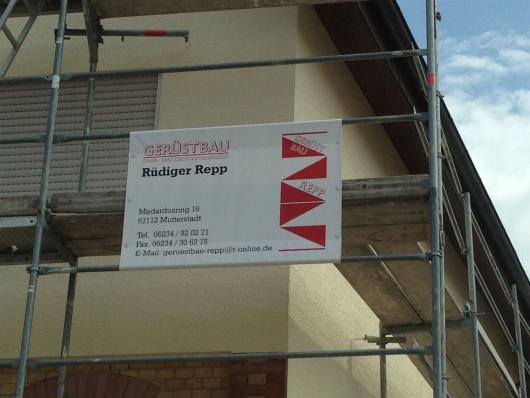 GERÜSTBAU
Rüdiger Repp
Medardusring 16
67112 Mutterstadt
Tel. 06234 / 92 02 71
Fax 06234 / 30 62 75
E-Mail: geruestbau-repp@t-online.de
GERÜST
BAU
REPP